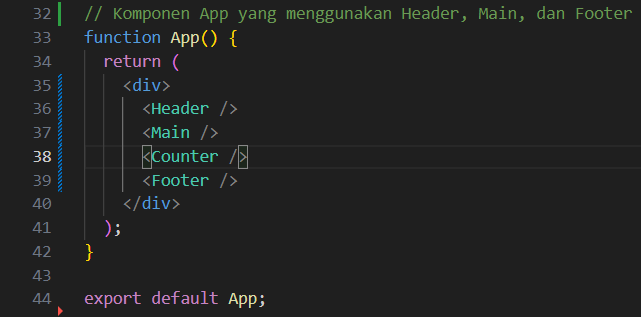 32 // Komponen App yang menggunakan Header, Main, dan Footer
33 function App() {
34   return (
35     <div>
36       <Header />
37       <Main />
38       <Counter />
39       <Footer />
40     </div>
41   );
42 }
43
44 export default App;